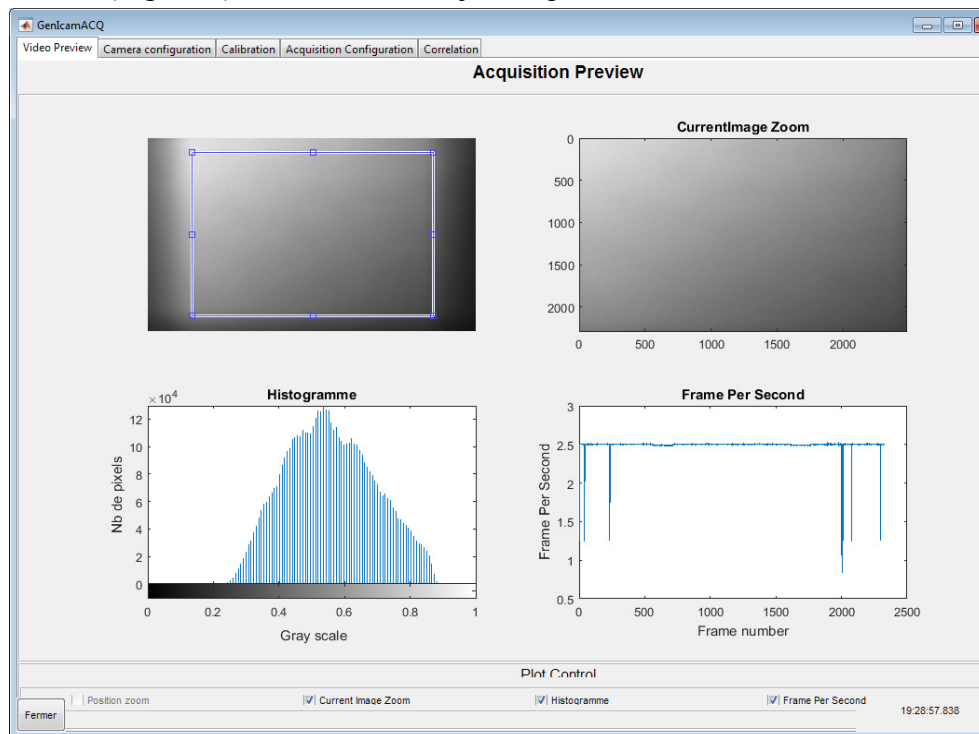 GenIcamACQ
Video Preview Camera configuration Calibration Acquisition Configuration Correlation
Acquisition Preview
CurrentImage Zoom
0
500
1000
1500
2000
0 500 1000 1500 2000
Histogramme
×10^4
12
10
8
6
4
2
0
Nb de pixels
0 0.2 0.4 0.6 0.8 1
Gray scale
Frame Per Second
3
2.5
2
1.5
1
0.5
Frame Per Second
0 500 1000 1500 2000 2500
Frame number
Plot Control
Position zoom Current Image Zoom Histogramme Frame Per Second
Fermer
19:28:57.838